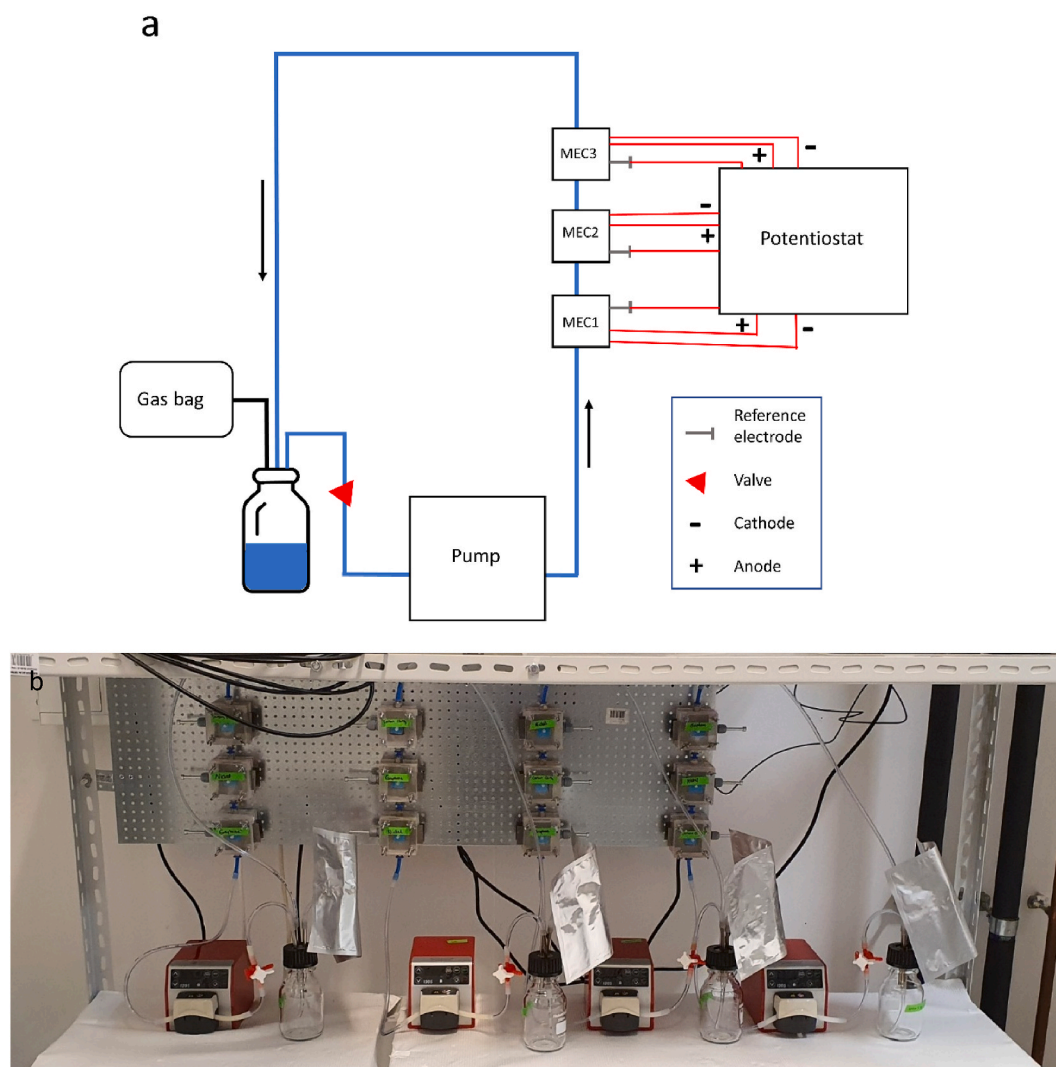 a
MEC3
-
+
MEC2
-
+
Potentiostat
MEC1
+
-
Gas bag
Reference
electrode
Valve
- Cathode
+ Anode
Pump
b